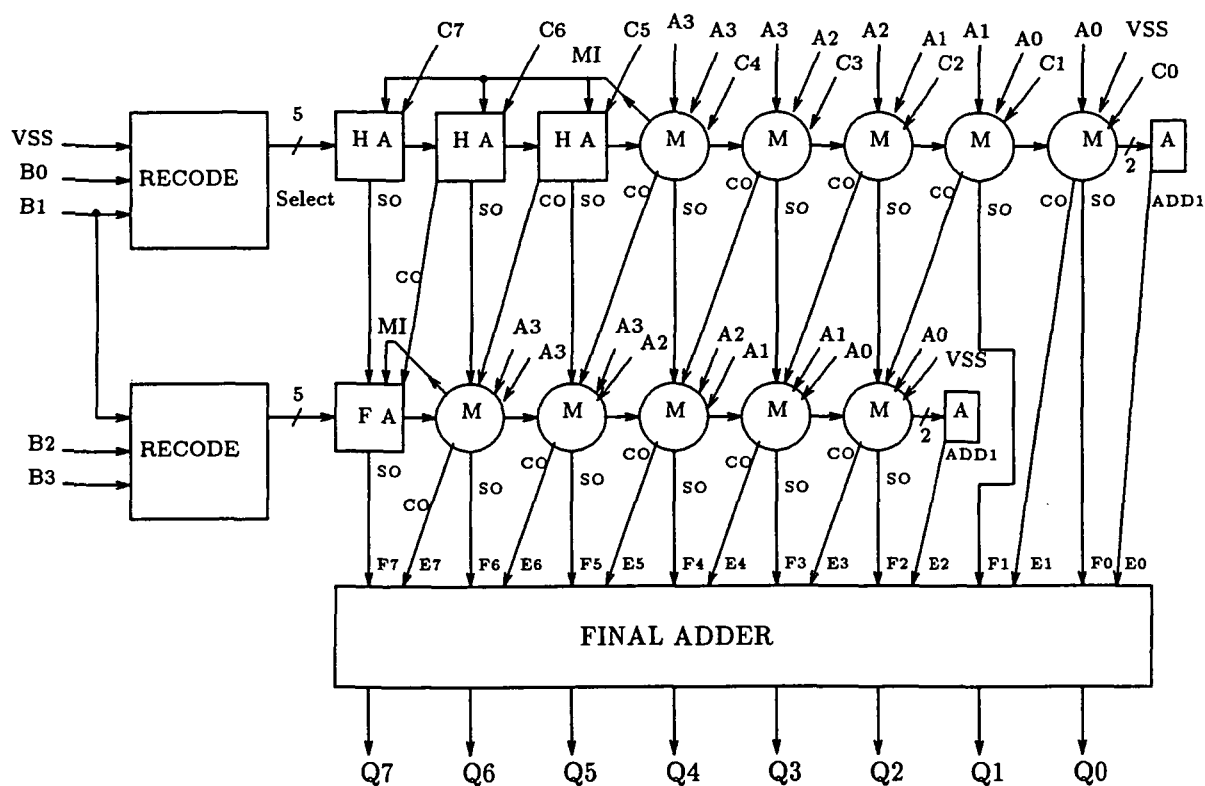 C7 C6 C5 A3 A3 A3 A2 A2 A1 A1 A0 A0 VSS
MI C4 C3 C2 C1 C0
5
VSS
B0
B1
RECODE
Select
H A H A H A M M M M M 2 A
SO SO CO SO CO SO CO SO CO SO CO SO CO SO ADD1
CO
MI A3 A3 A3 A2 A2 A1 A1 A0 A0 VSS
5
B2
B3
RECODE
F A M M M M M 2 A
SO CO SO CO SO CO SO CO SO CO SO ADD1
F7 E7 F6 E6 F5 E5 F4 E4 F3 E3 F2 E2 F1 E1 F0 E0
FINAL ADDER
Q7 Q6 Q5 Q4 Q3 Q2 Q1 Q0